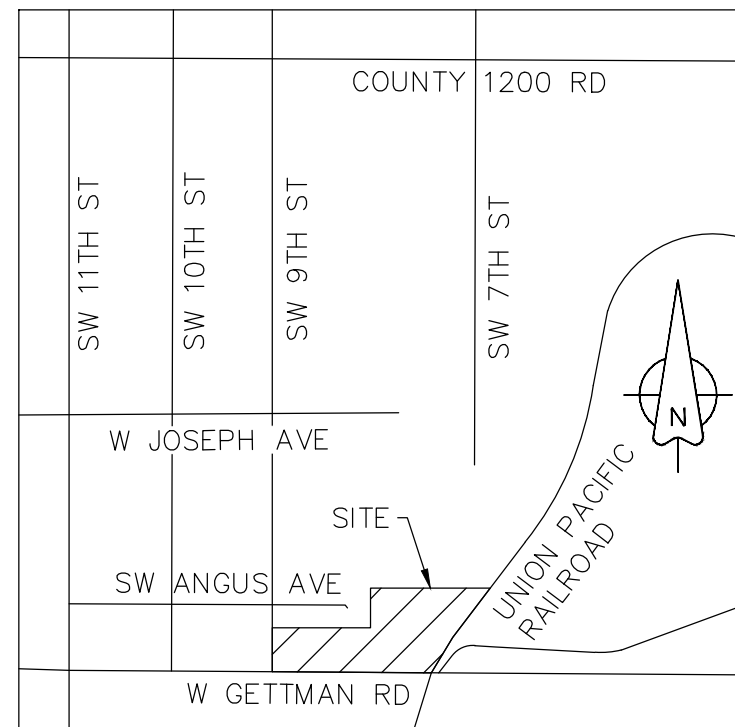 COUNTY 1200 RD
SW 11TH ST
SW 10TH ST
SW 9TH ST
SW 7TH ST
N
W JOSEPH AVE
SITE
UNION PACIFIC
RAILROAD
SW ANGUS AVE
W GETTMAN RD